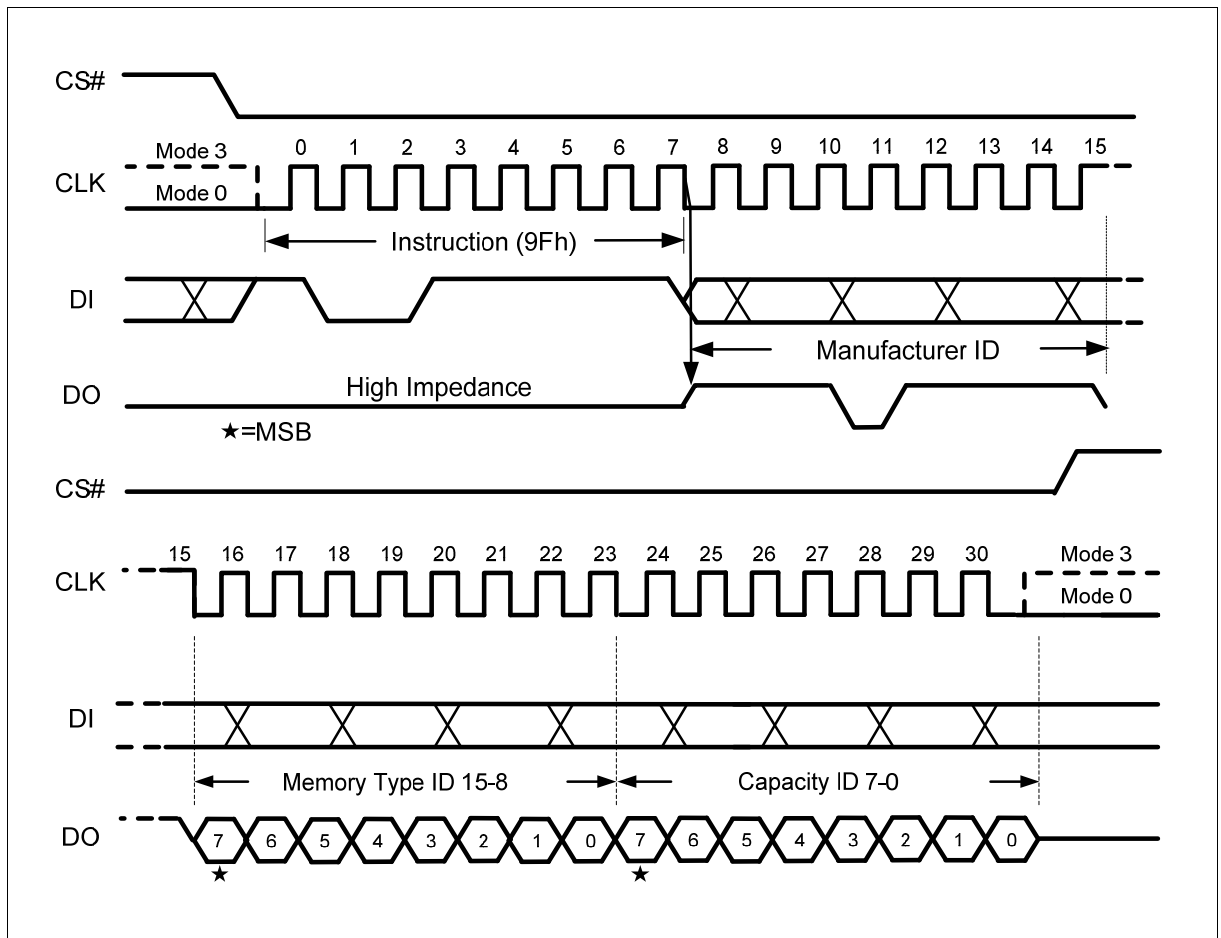 CS#
Mode 3
0 1 2 3 4 5 6 7 8 9 10 11 12 13 14 15
CLK
Mode 0
Instruction (9Fh)
DI
Manufacturer ID
DO
High Impedance
★=MSB
CS#
15 16 17 18 19 20 21 22 23 24 25 26 27 28 29 30
Mode 3
CLK
Mode 0
DI
Memory Type ID 15-8
Capacity ID 7-0
DO
7 6 5 4 3 2 1 0 7 6 5 4 3 2 1 0
★ ★